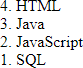 4. HTML
3. Java
2. JavaScript
1. SQL